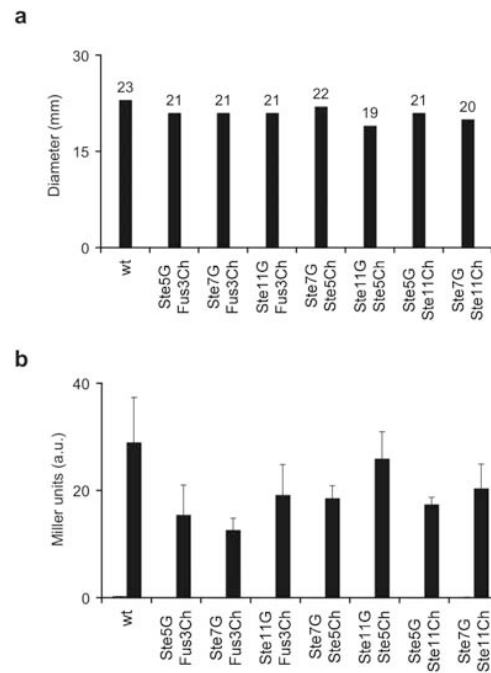 a
30
15
0
Diameter (mm)
23
21
21
21
22
19
21
20
wt
Ste5G
Fus3Ch
Ste7G
Fus3Ch
Ste11G
Fus3Ch
Ste7G
Ste5Ch
Ste11G
Ste5Ch
Ste5G
Ste11Ch
Ste7G
Ste11Ch
b
40
20
0
Miller units (a.u.)
wt
Ste5G
Fus3Ch
Ste7G
Fus3Ch
Ste11G
Fus3Ch
Ste7G
Ste5Ch
Ste11G
Ste5Ch
Ste5G
Ste11Ch
Ste7G
Ste11Ch